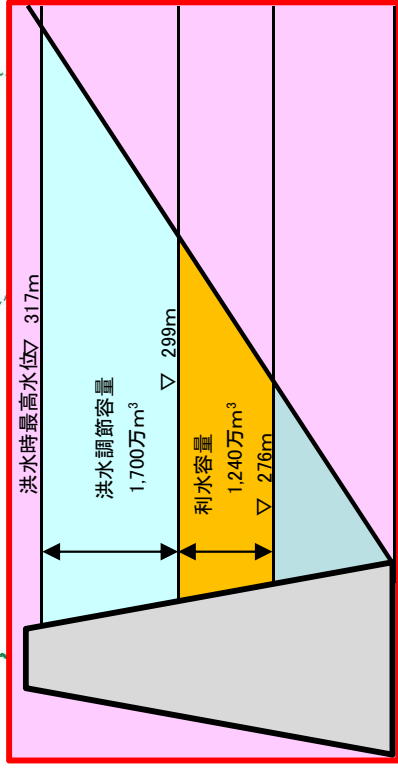 洪水時最高水位▽ 317m
洪水調節容量
1,700万m³
▽ 299m
利水容量
1,240万m³
▽ 276m